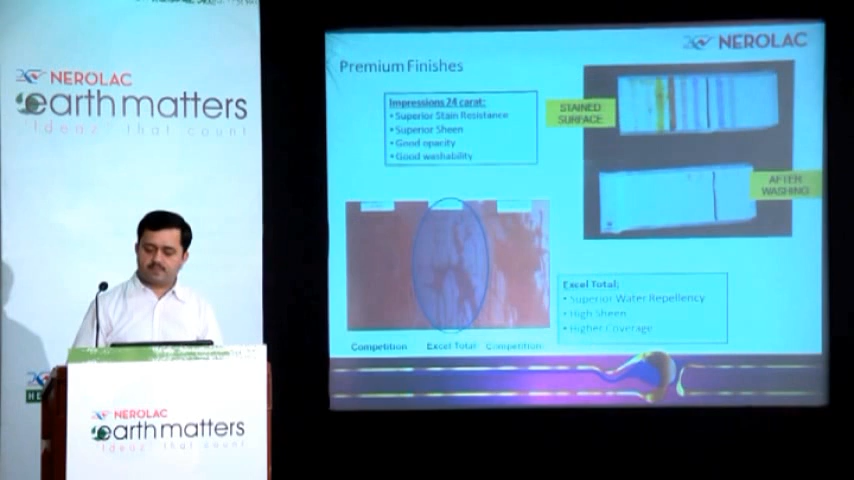 NEROLAC
earth matters
"Ideaz" that count
NEROLAC
earth matters
"Ideaz" that count
NEROLAC
Premium Finishes
Impressions 24 carat:
• Superior Stain Resistance
• Superior Sheen
• Good opacity
• Good washability
STAINED
SURFACE
AFTER
WASHING
Excel Total:
• Superior Water Repellency
• High Sheen
• Higher Coverage
Competition Excel Total Competition